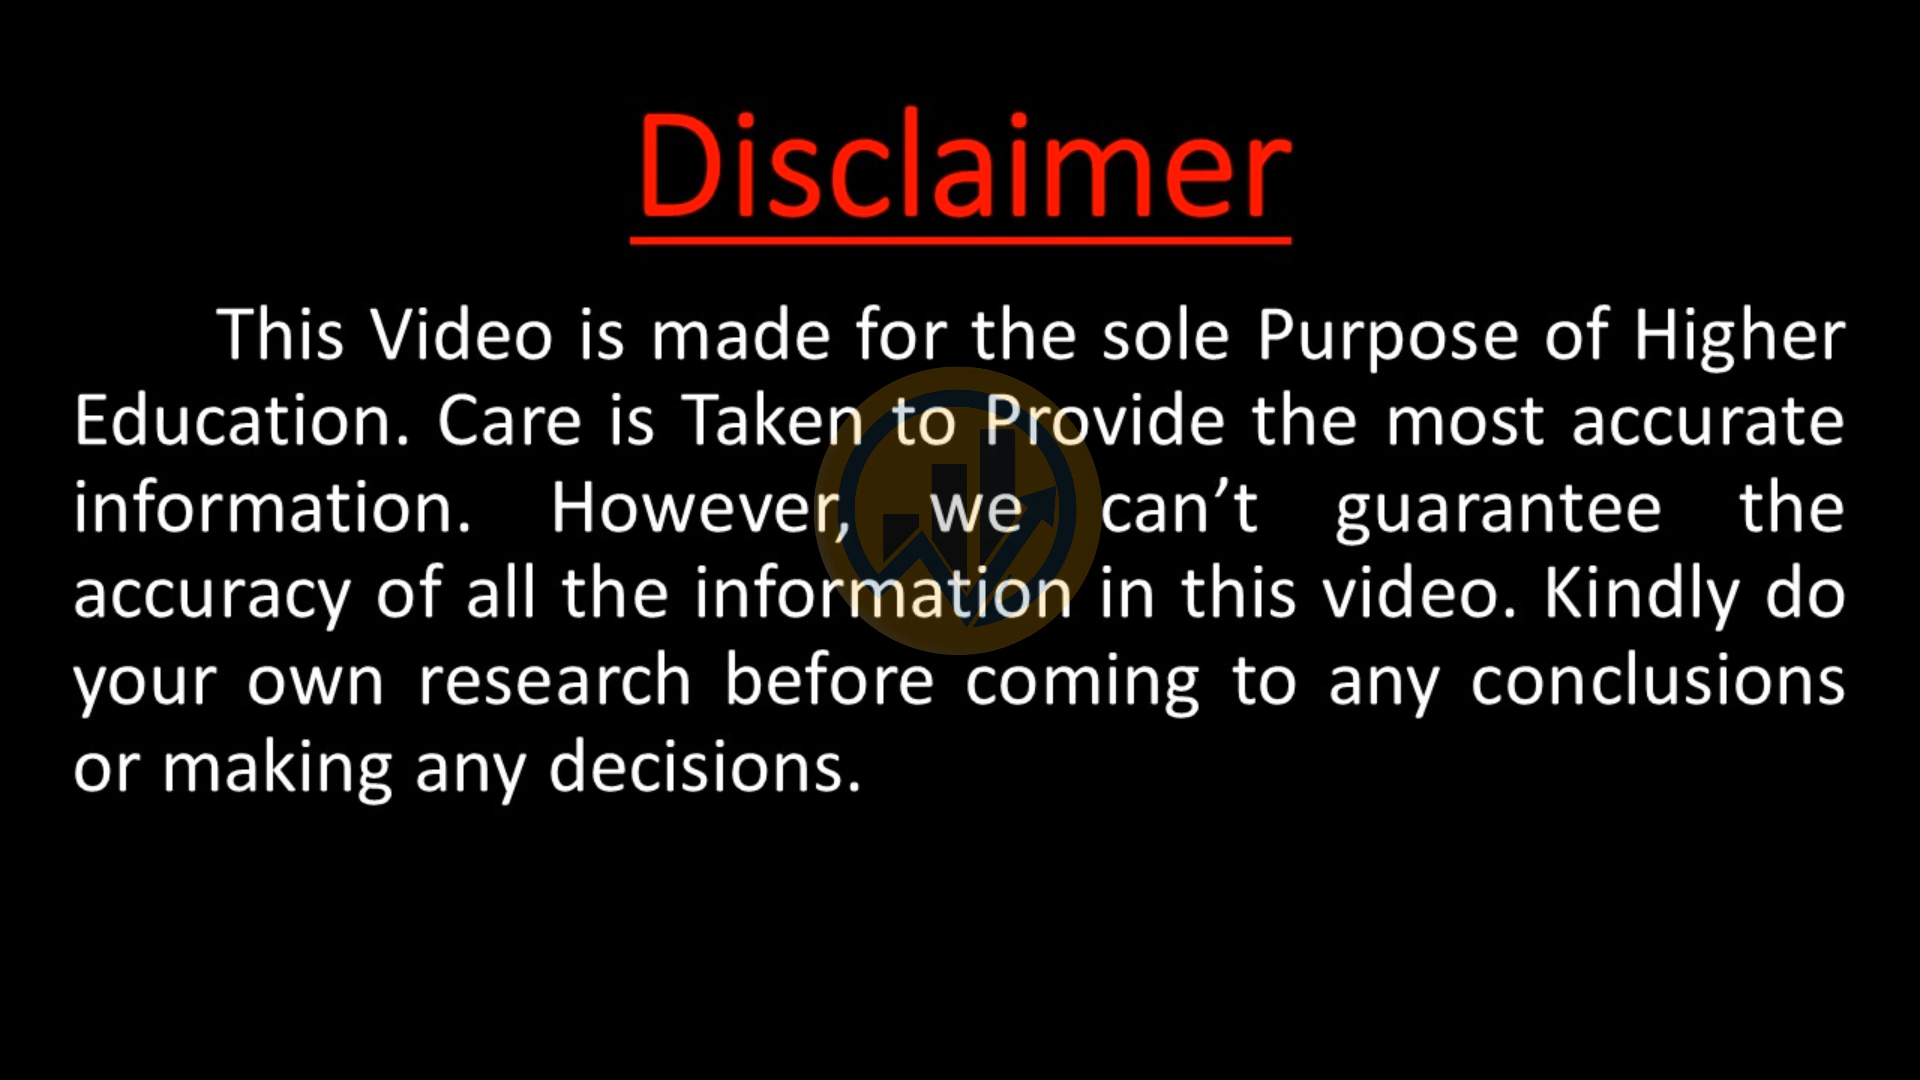 Disclaimer
This Video is made for the sole Purpose of Higher
Education. Care is Taken to Provide the most accurate
information. However, we can’t guarantee the
accuracy of all the information in this video. Kindly do
your own research before coming to any conclusions
or making any decisions.